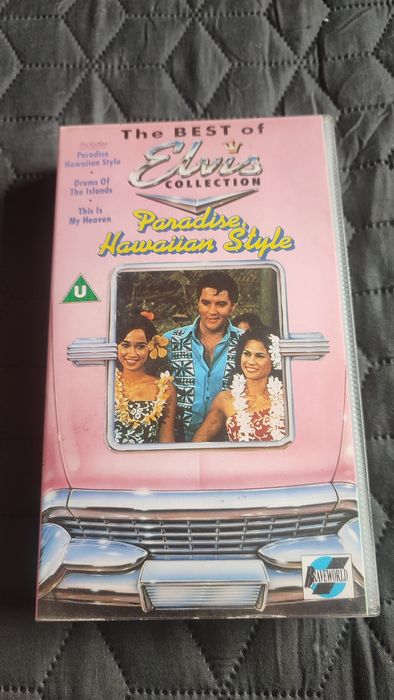 The BEST of
Elvis
COLLECTION
includes
Paradise
Hawaiian Style
•
Drums Of
The Islands
•
This Is
My Heaven
Paradise,
Hawaiian Style
U
BRAVEWORLD